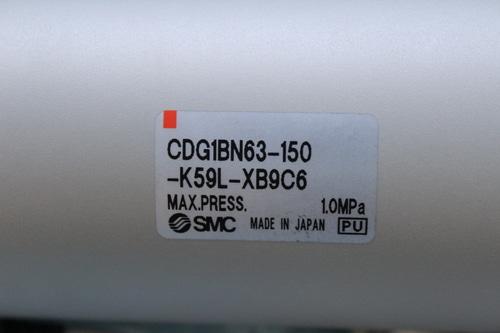 CDG1BN63-150
-K59L-XB9C6
MAX.PRESS. 1.0MPa
SMC MADE IN JAPAN PU